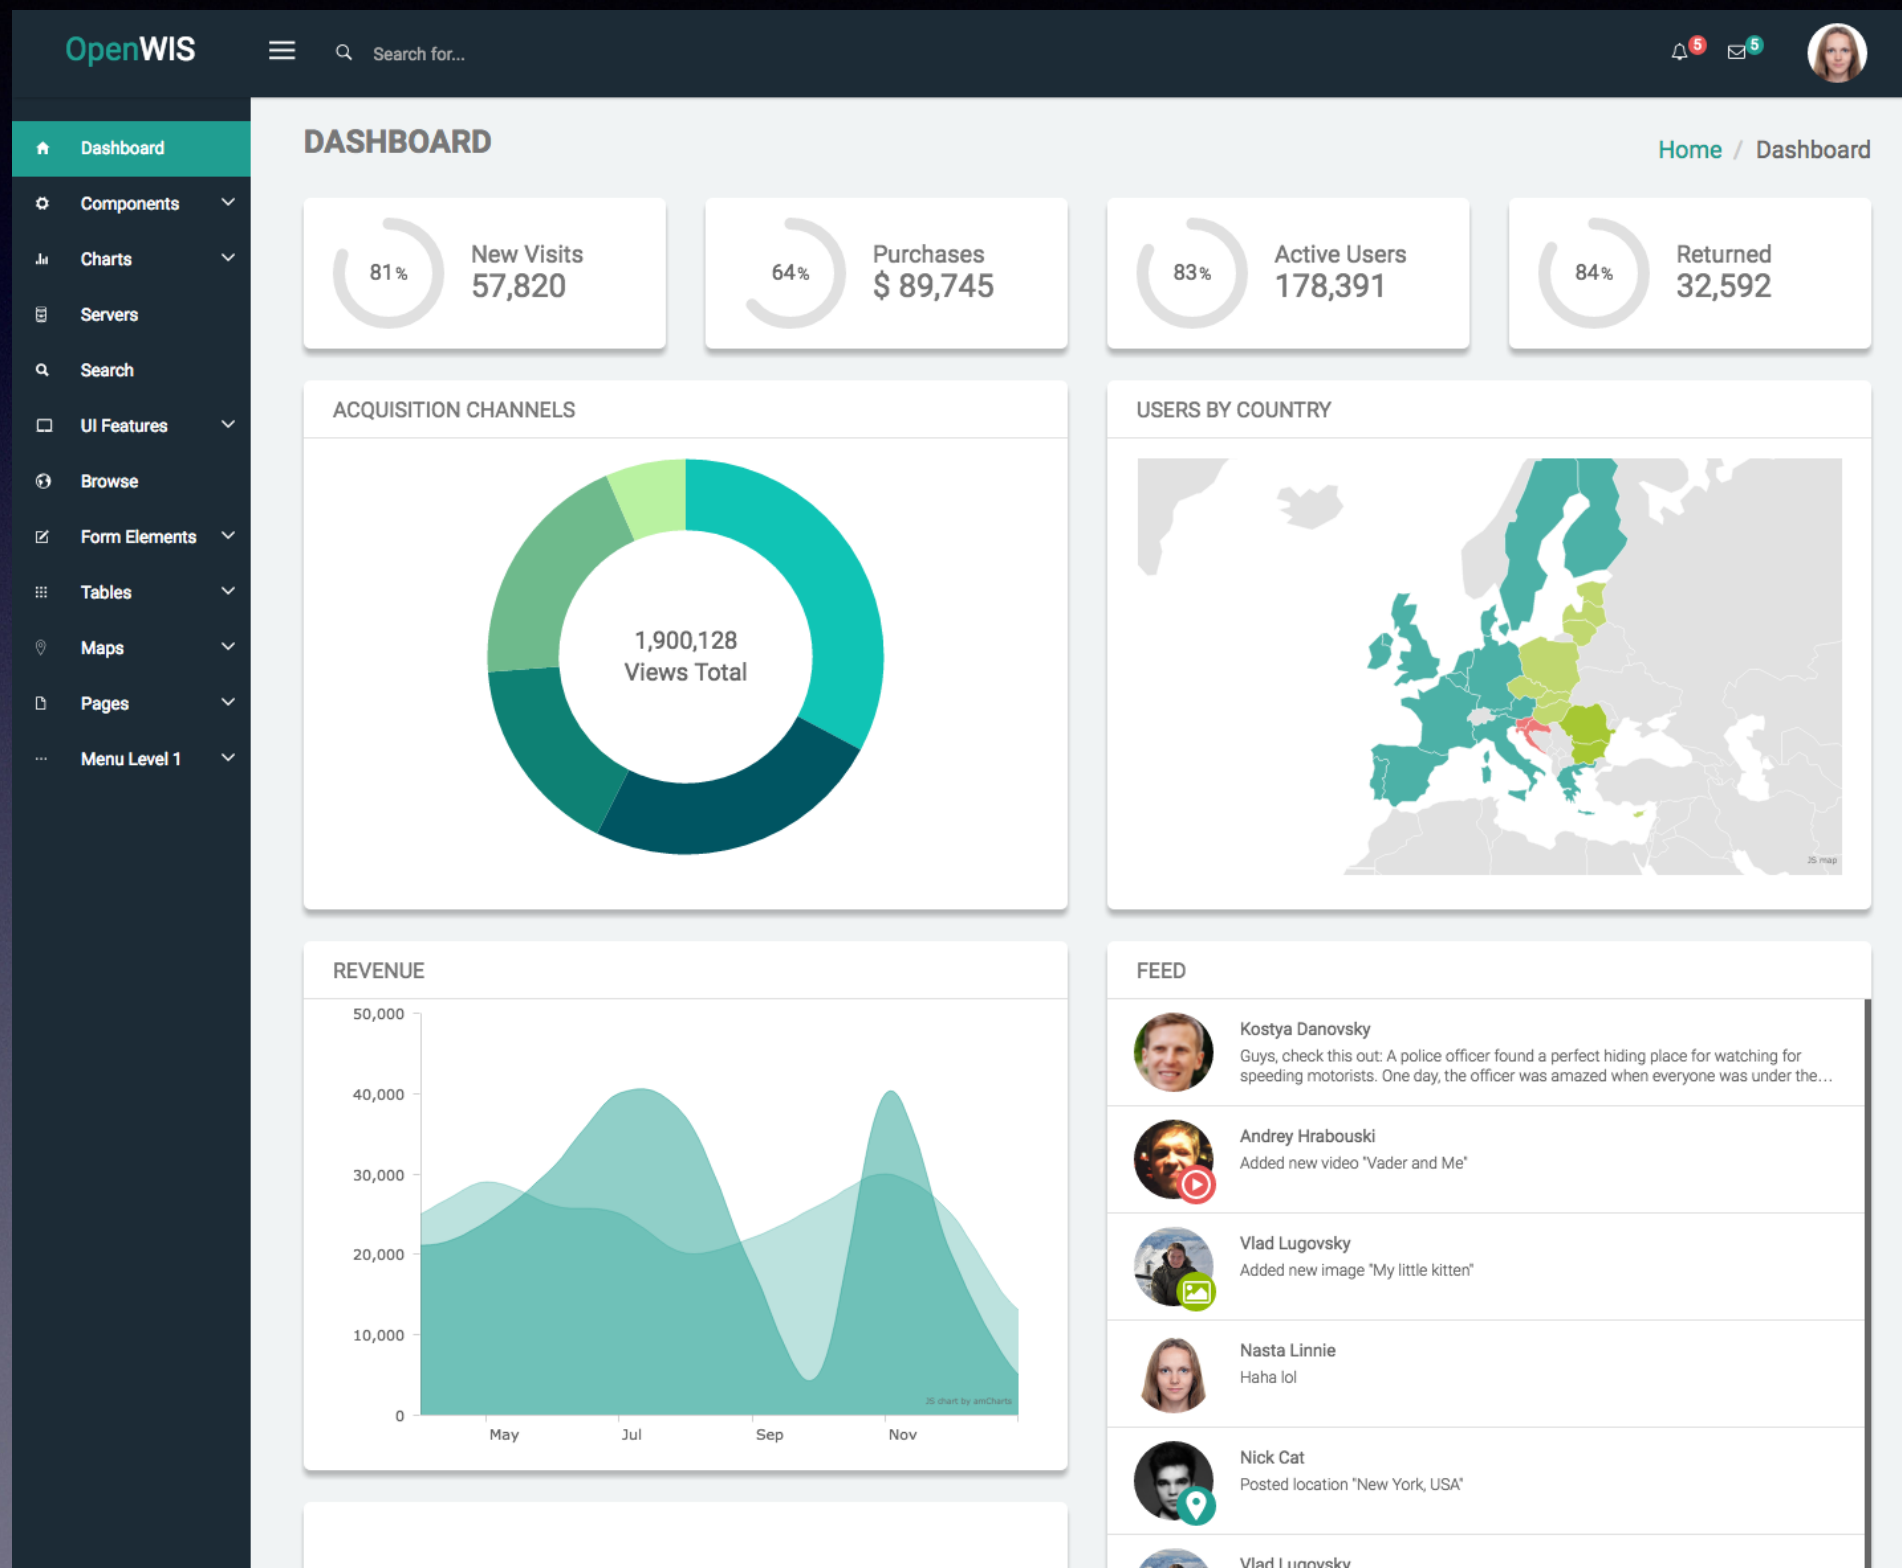 OpenWIS
Search for...
5
5
Dashboard
Components
Charts
Servers
Search
UI Features
Browse
Form Elements
Tables
Maps
Pages
Menu Level 1
DASHBOARD
Home / Dashboard
81%
New Visits
57,820
64%
Purchases
$ 89,745
83%
Active Users
178,391
84%
Returned
32,592
ACQUISITION CHANNELS
1,900,128
Views Total
USERS BY COUNTRY
JS map
REVENUE
50,000
40,000
30,000
20,000
10,000
0
May
Jul
Sep
Nov
JS chart by amCharts
FEED
Kostya Danovsky
Guys, check this out: A police officer found a perfect hiding place for watching for
speeding motorists. One day, the officer was amazed when everyone was under the...
Andrey Hrabouski
Added new video "Vader and Me"
Vlad Lugovsky
Added new image "My little kitten"
Nasta Linnie
Haha lol
Nick Cat
Posted location "New York, USA"
Vlad Lugovsky